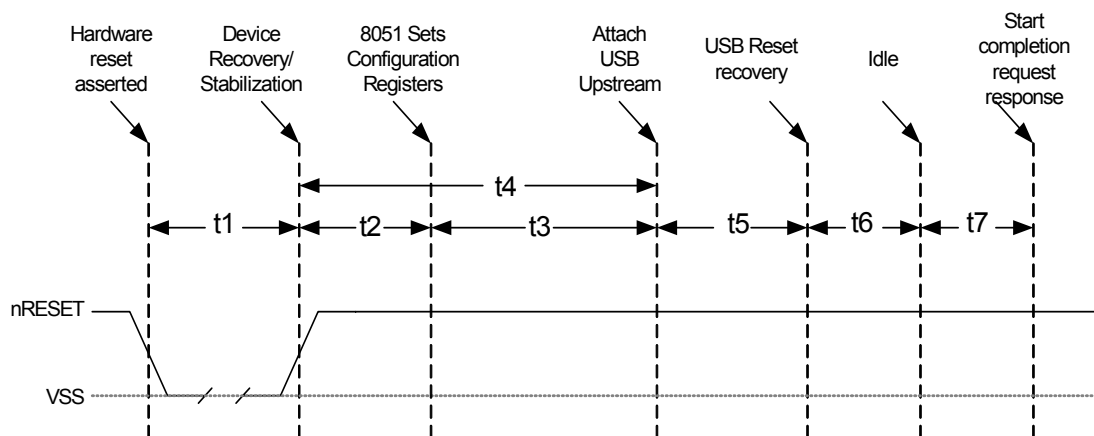 Hardware
reset
asserted
Device
Recovery/
Stabilization
8051 Sets
Configuration
Registers
Attach
USB
Upstream
USB Reset
recovery
Idle
Start
completion
request
response
t4
t1
t2
t3
t5
t6
t7
nRESET
VSS